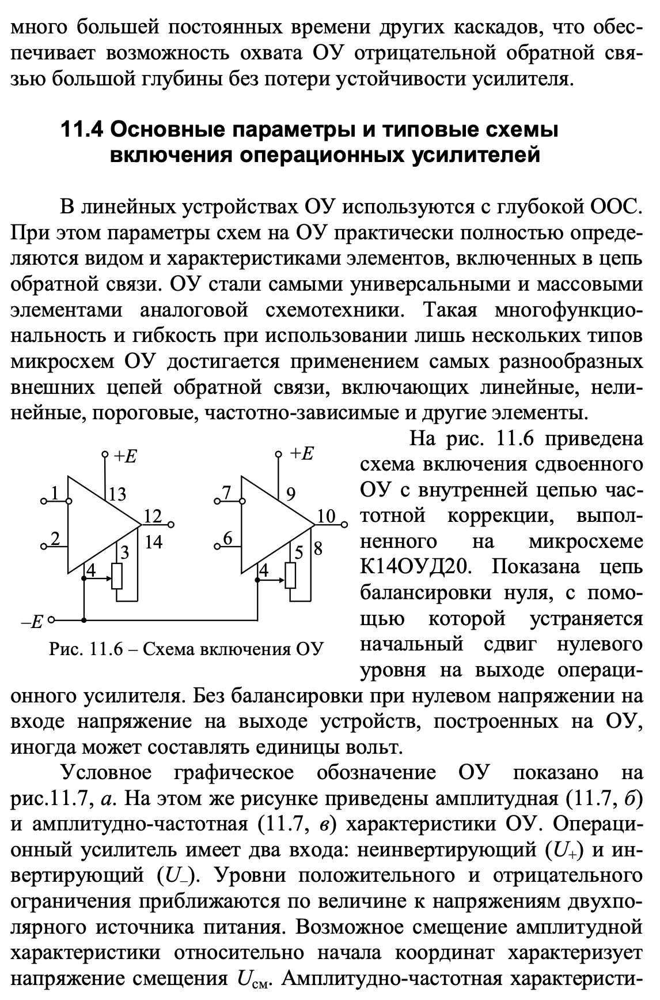 много большей постоянных времени других каскадов, что обес-
печивает возможность охвата ОУ отрицательной обратной свя-
зью большой глубины без потери устойчивости усилителя.
11.4 Основные параметры и типовые схемы
включения операционных усилителей
В линейных устройствах ОУ используются с глубокой ООС.
При этом параметры схем на ОУ практически полностью опреде-
ляются видом и характеристиками элементов, включенных в цепь
обратной связи. ОУ стали самыми универсальными и массовыми
элементами аналоговой схемотехники. Такая многофункцио-
нальность и гибкость при использовании лишь нескольких типов
микросхем ОУ достигается применением самых разнообразных
внешних цепей обратной связи, включающих линейные, нели-
нейные, пороговые, частотно-зависимые и другие элементы.
+E
1
13
12
2
14
3
4
+E
7
9
10
6
5
8
4
–E
Рис. 11.6 – Схема включения ОУ
На рис. 11.6 приведена
схема включения сдвоенного
ОУ с внутренней цепью час-
тотной коррекции, выпол-
ненного на микросхеме
К14ОУД20. Показана цепь
балансировки нуля, с помо-
щью которой устраняется
начальный сдвиг нулевого
уровня на выходе операци-
онного усилителя. Без балансировки при нулевом напряжении на
входе напряжение на выходе устройств, построенных на ОУ,
иногда может составлять единицы вольт.
Условное графическое обозначение ОУ показано на
рис.11.7, а. На этом же рисунке приведены амплитудная (11.7, б)
и амплитудно-частотная (11.7, в) характеристики ОУ. Операци-
онный усилитель имеет два входа: неинвертирующий (U+) и ин-
вертирующий (U–). Уровни положительного и отрицательного
ограничения приближаются по величине к напряжениям двухпо-
лярного источника питания. Возможное смещение амплитудной
характеристики относительно начала координат характеризует
напряжение смещения Uсм. Амплитудно-частотная характеристи-